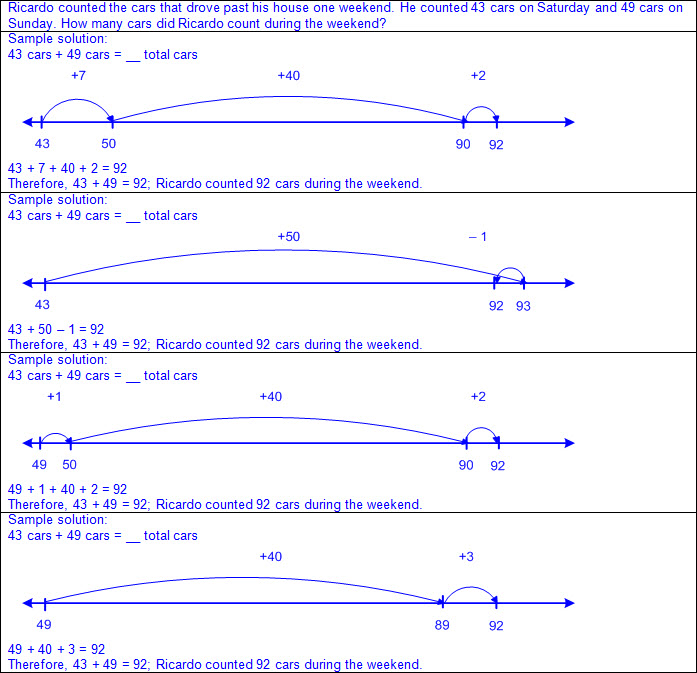 Ricardo counted the cars that drove past his house one weekend. He counted 43 cars on Saturday and 49 cars on
Sunday. How many cars did Ricardo count during the weekend?
Sample solution:
43 cars + 49 cars = __ total cars
+7 +40 +2
43 50 90 92
43 + 7 + 40 + 2 = 92
Therefore, 43 + 49 = 92; Ricardo counted 92 cars during the weekend.
Sample solution:
43 cars + 49 cars = __ total cars
+50 – 1
43 92 93
43 + 50 – 1 = 92
Therefore, 43 + 49 = 92; Ricardo counted 92 cars during the weekend.
Sample solution:
43 cars + 49 cars = __ total cars
+1 +40 +2
49 50 90 92
49 + 1 + 40 + 2 = 92
Therefore, 43 + 49 = 92; Ricardo counted 92 cars during the weekend.
Sample solution:
43 cars + 49 cars = __ total cars
+40 +3
49 89 92
49 + 40 + 3 = 92
Therefore, 43 + 49 = 92; Ricardo counted 92 cars during the weekend.